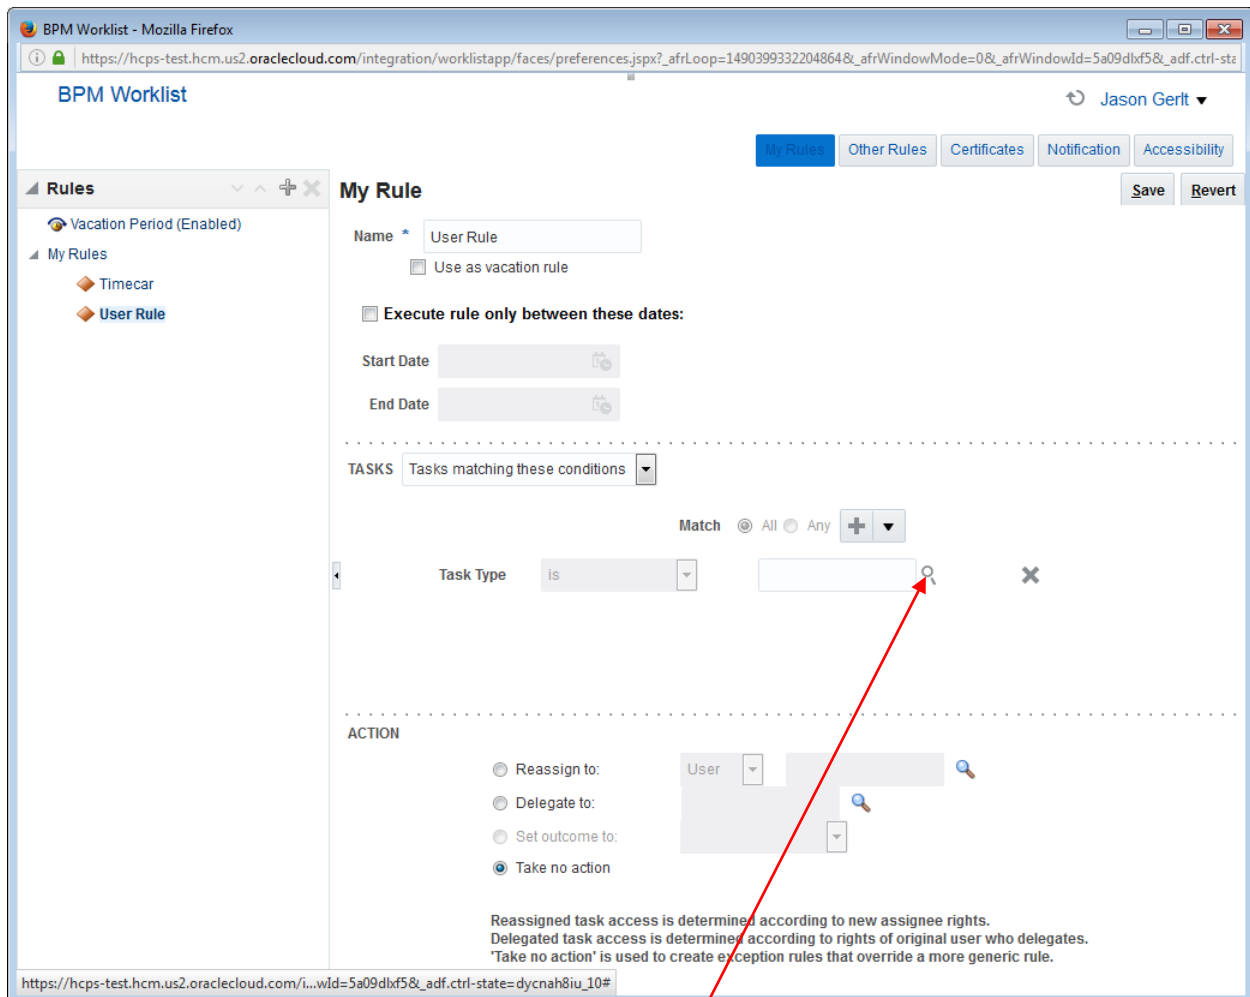 BPM Worklist - Mozilla Firefox
https://hcps-test.hcm.us2.oraclecloud.com/integration/worklistapp/faces/preferences.jspx?_afrLoop=1490399332204864&_afrWindowMode=0&_afrWindowId=5a09dlxf5&_adf.ctrl-sta
BPM Worklist
Jason Gerlt
My Rules Other Rules Certificates Notification Accessibility
Rules
My Rule
Save Revert
Vacation Period (Enabled)
My Rules
Timecar
User Rule
Name * User Rule
Use as vacation rule
Execute rule only between these dates:
Start Date
End Date
TASKS Tasks matching these conditions
Match All Any
Task Type is
ACTION
Reassign to: User
Delegate to:
Set outcome to:
Take no action
Reassigned task access is determined according to new assignee rights.
Delegated task access is determined according to rights of original user who delegates.
'Take no action' is used to create exception rules that override a more generic rule.
https://hcps-test.hcm.us2.oraclecloud.com/i...wId=5a09dlxf5&_adf.ctrl-state=dycnah8iu_10#